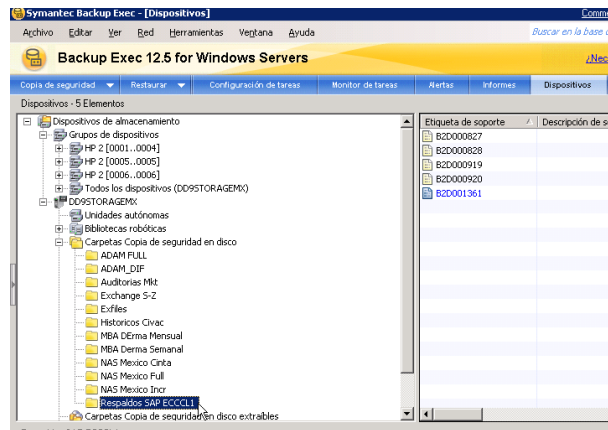 Symantec Backup Exec - [Dispositivos]
Archivo Editar Ver Red Herramientas Ventana Ayuda
Buscar en la base
Backup Exec 12.5 for Windows Servers
Copia de seguridad Restaurar Configuración de tareas Monitor de tareas Alertas Informes Dispositivos
Dispositivos - 5 Elementos
Dispositivos de almacenamiento
Grupos de dispositivos
HP 2 [0001..0004]
HP 2 [0005..0005]
HP 2 [0006..0006]
Todos los dispositivos (DD9STORAGEMX)
DD9STORAGEMX
Unidades autónomas
Bibliotecas robóticas
Carpetas Copia de seguridad en disco
ADAM FULL
ADAM_DIF
Auditorias Mkt
Exchange S-Z
Exfiles
Historicos Civac
MBA DErma Mensual
MBA Derma Semanal
NAS Mexico Cinta
NAS Mexico Full
NAS Mexico Incr
Respaldos SAP ECCCL1
Carpetas Copia de seguridad en disco extraíbles
Etiqueta de soporte Descripción de s
B2D000827
B2D000828
B2D000919
B2D000920
B2D001361